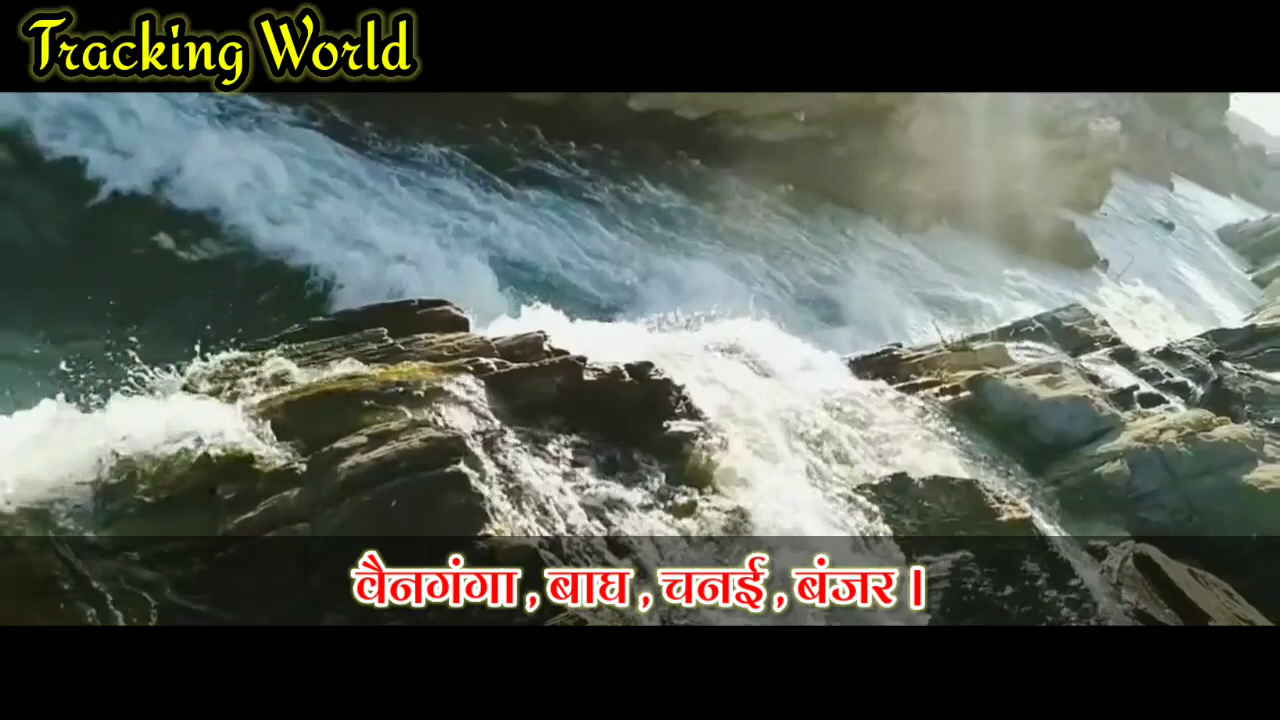 Tracking World
वैनगंगा , बाघ , चनई , बंजर ।